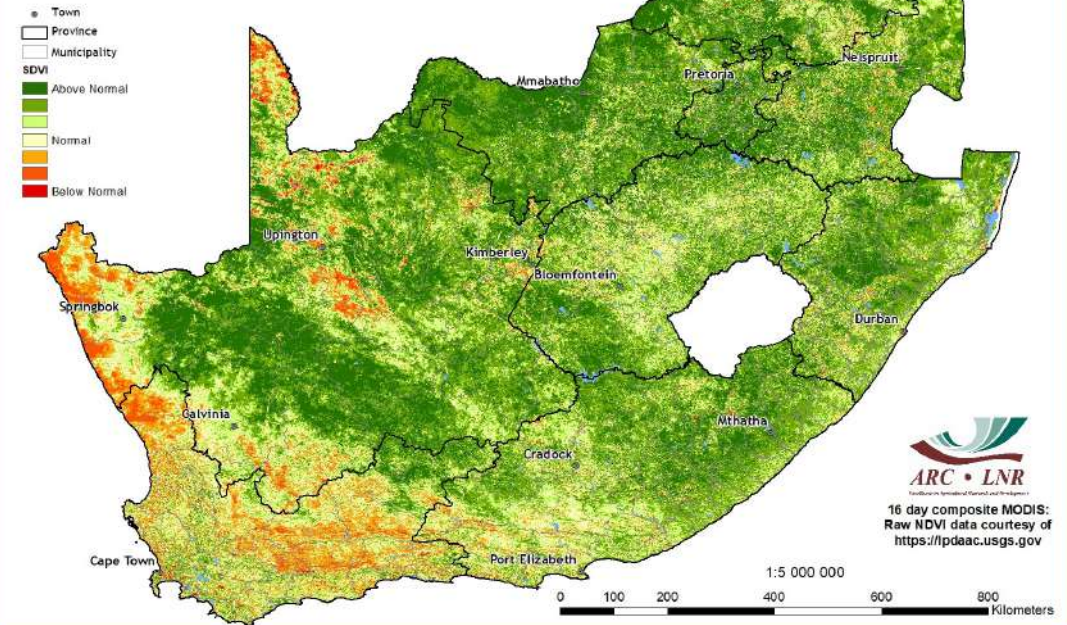 Town
Province
Municipality
SDVI
Above Normal
Normal
Below Normal
Nelspruit
Pretoria
Mmabatho
Upington
Kimberley
Bloemfontein
Springbok
Durban
Calvinia
Mthatha
Cradock
ARC • LNR
16 day composite MODIS:
Raw NDVI data courtesy of
https://lpdaac.usgs.gov
Cape Town
Port Elizabeth
1:5 000 000
0 100 200 400 600 800
Kilometers